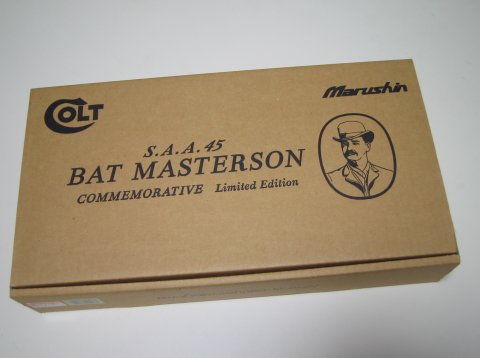 COLT
Marushin
S.A.A.45
BAT MASTERSON
COMMEMORATIVE Limited Edition